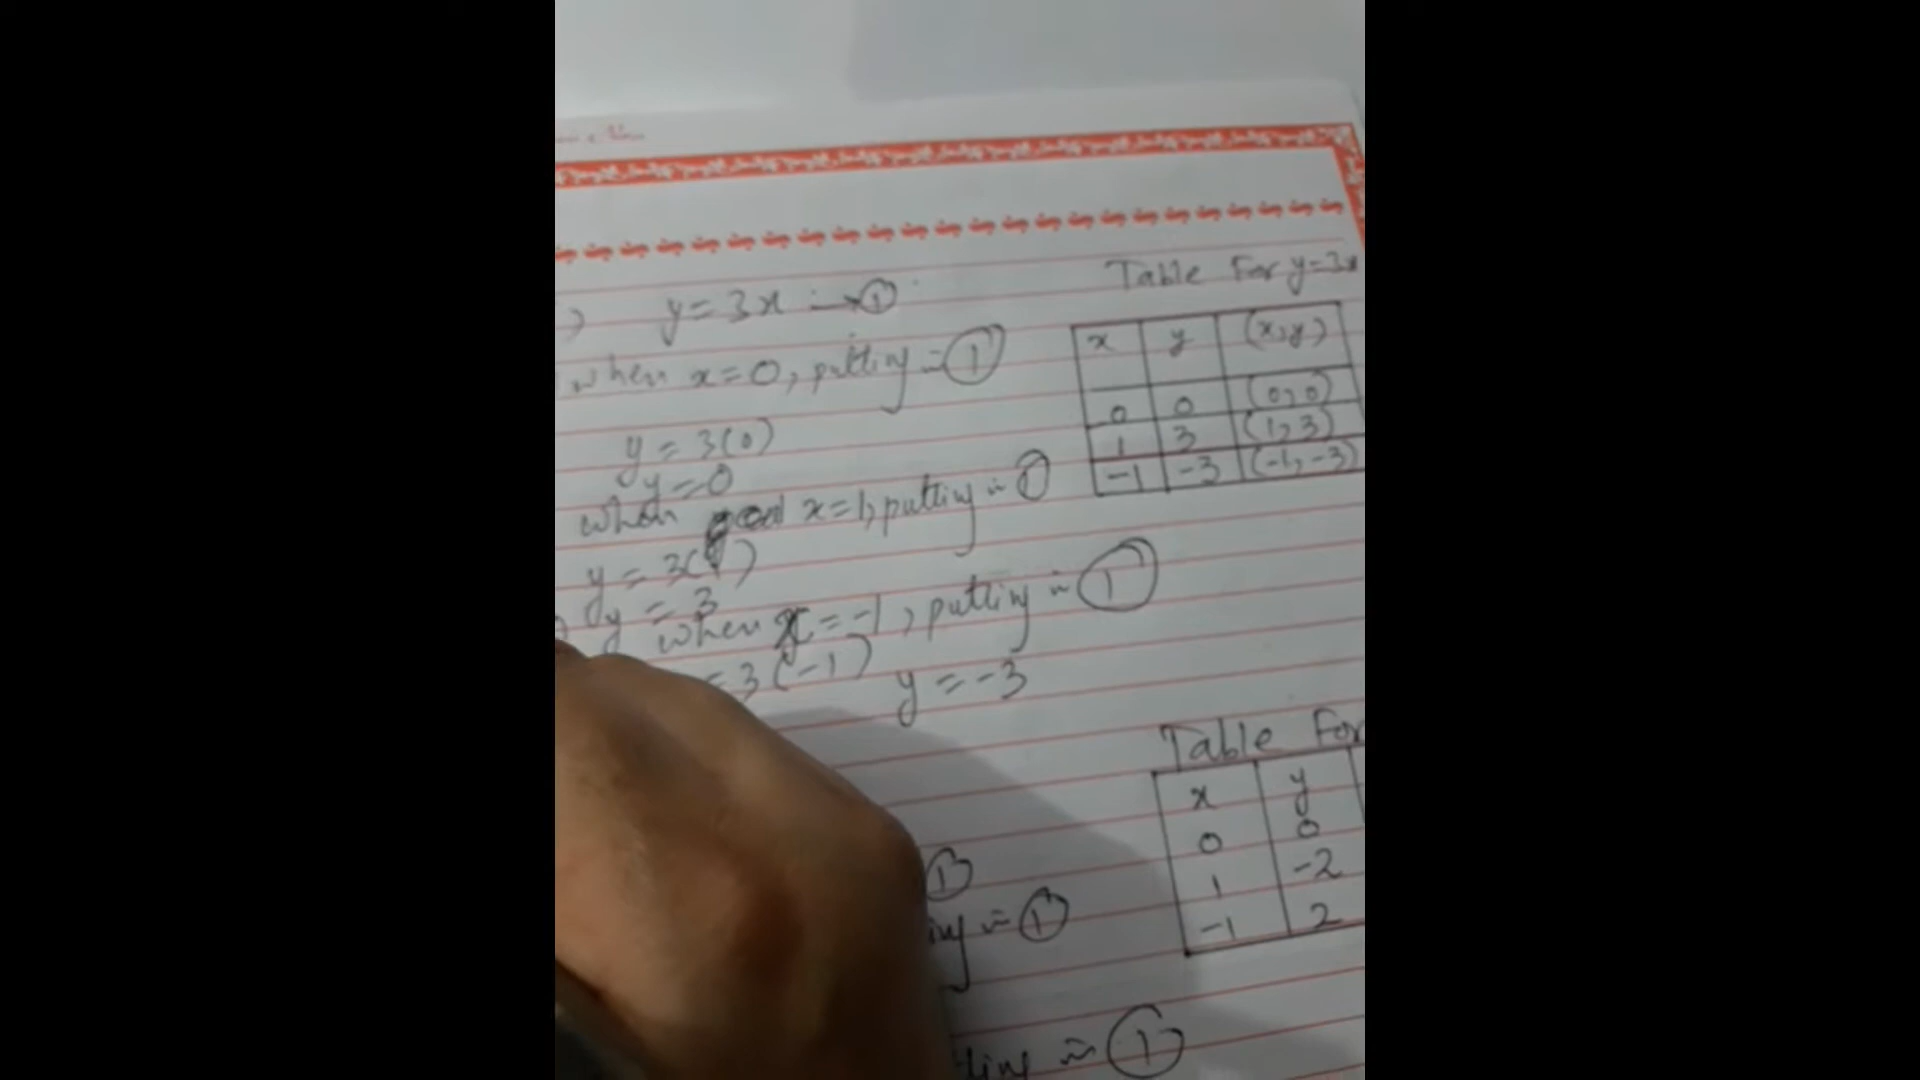 y = 3x → ①
Table For y=3x
when x=0, putting in ①
x y (x,y)
0 0 (0,0)
1 3 (1,3)
-1 -3 (-1,-3)
y = 3(0)
y = 0
when x=1, putting in ①
y = 3(1)
y = 3
when x = -1, putting in ①
= 3(-1) y = -3
Table For
x y
0 0
1 -2
-1 2
①
in ①
in ①